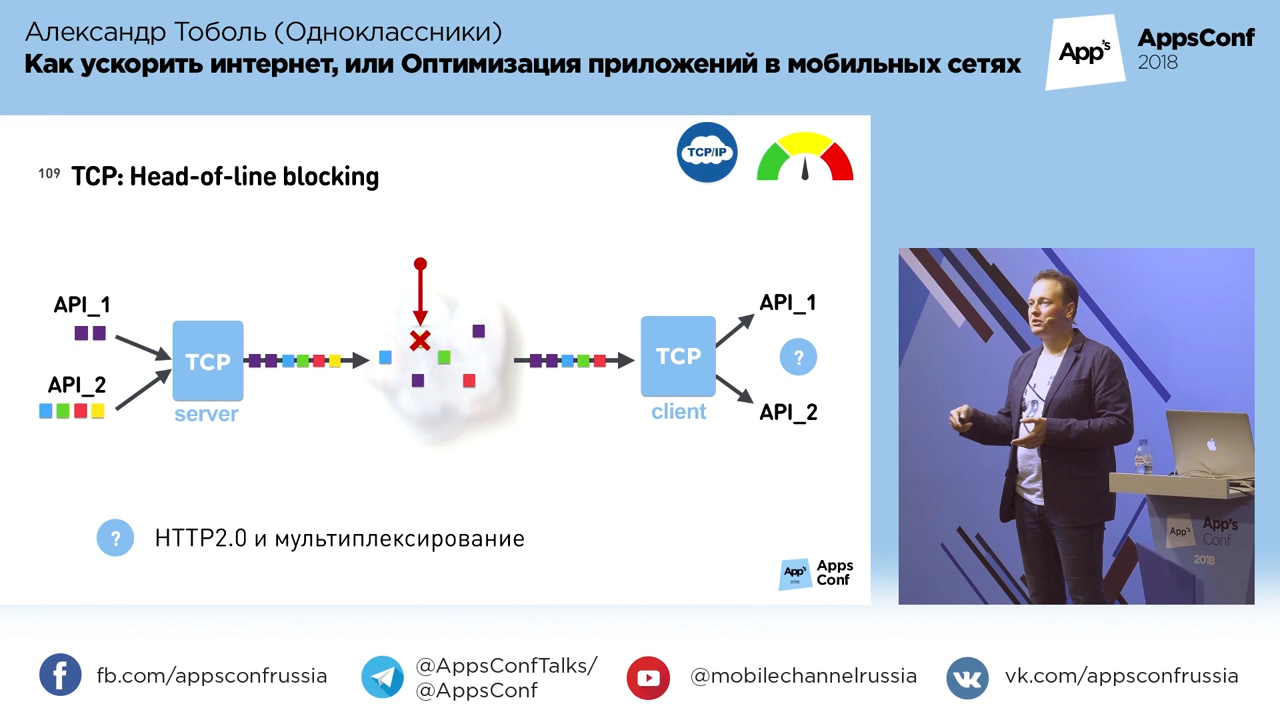 Александр Тоболь (Одноклассники)
Как ускорить интернет, или Оптимизация приложений в мобильных сетях
App's
AppsConf
2018
109 TCP: Head-of-line blocking
TCP/IP
API_1
API_2
TCP
server
TCP
client
API_1
?
API_2
? HTTP2.0 и мультиплексирование
App's
2018
Apps
Conf
App's
App's
Conf
2018
fb.com/appsconfrussia
@AppsConfTalks/
@AppsConf
@mobilechannelrussia
vk.com/appsconfrussia